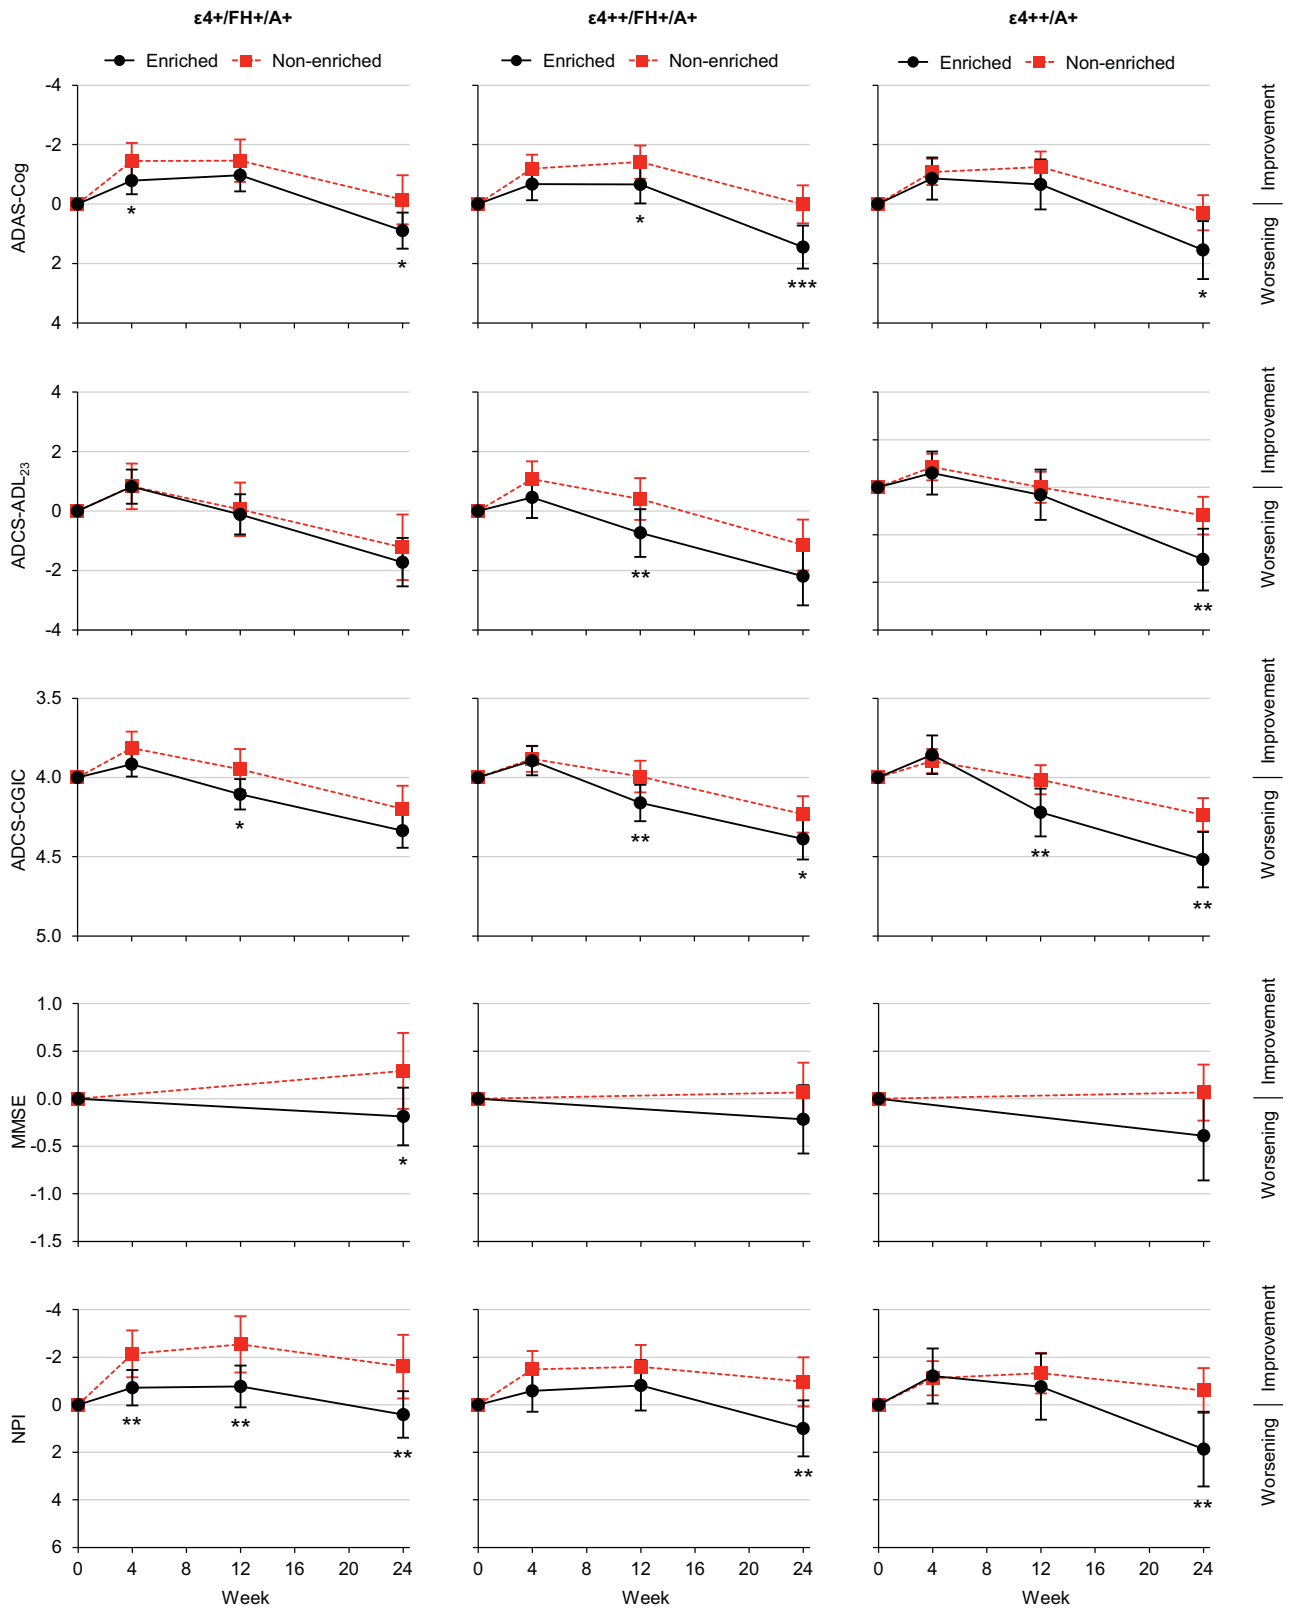 ε4+/FH+/A+ ε4++/FH+/A+ ε4++/A+
Enriched Non-enriched Enriched Non-enriched Enriched Non-enriched
ADAS-Cog
-4
-2
0
2
4
*
*
*
***
*
Improvement
Worsening
ADCS-ADL23
4
2
0
-2
-4
**
**
Improvement
Worsening
ADCS-CGIC
3.5
4.0
4.5
5.0
*
**
*
**
**
Improvement
Worsening
MMSE
1.0
0.5
0.0
-0.5
-1.0
-1.5
*
Improvement
Worsening
NPI
-4
-2
0
2
4
6
**
**
**
**
**
Improvement
Worsening
0 4 8 12 16 20 24 0 4 8 12 16 20 24 0 4 8 12 16 20 24
Week Week Week